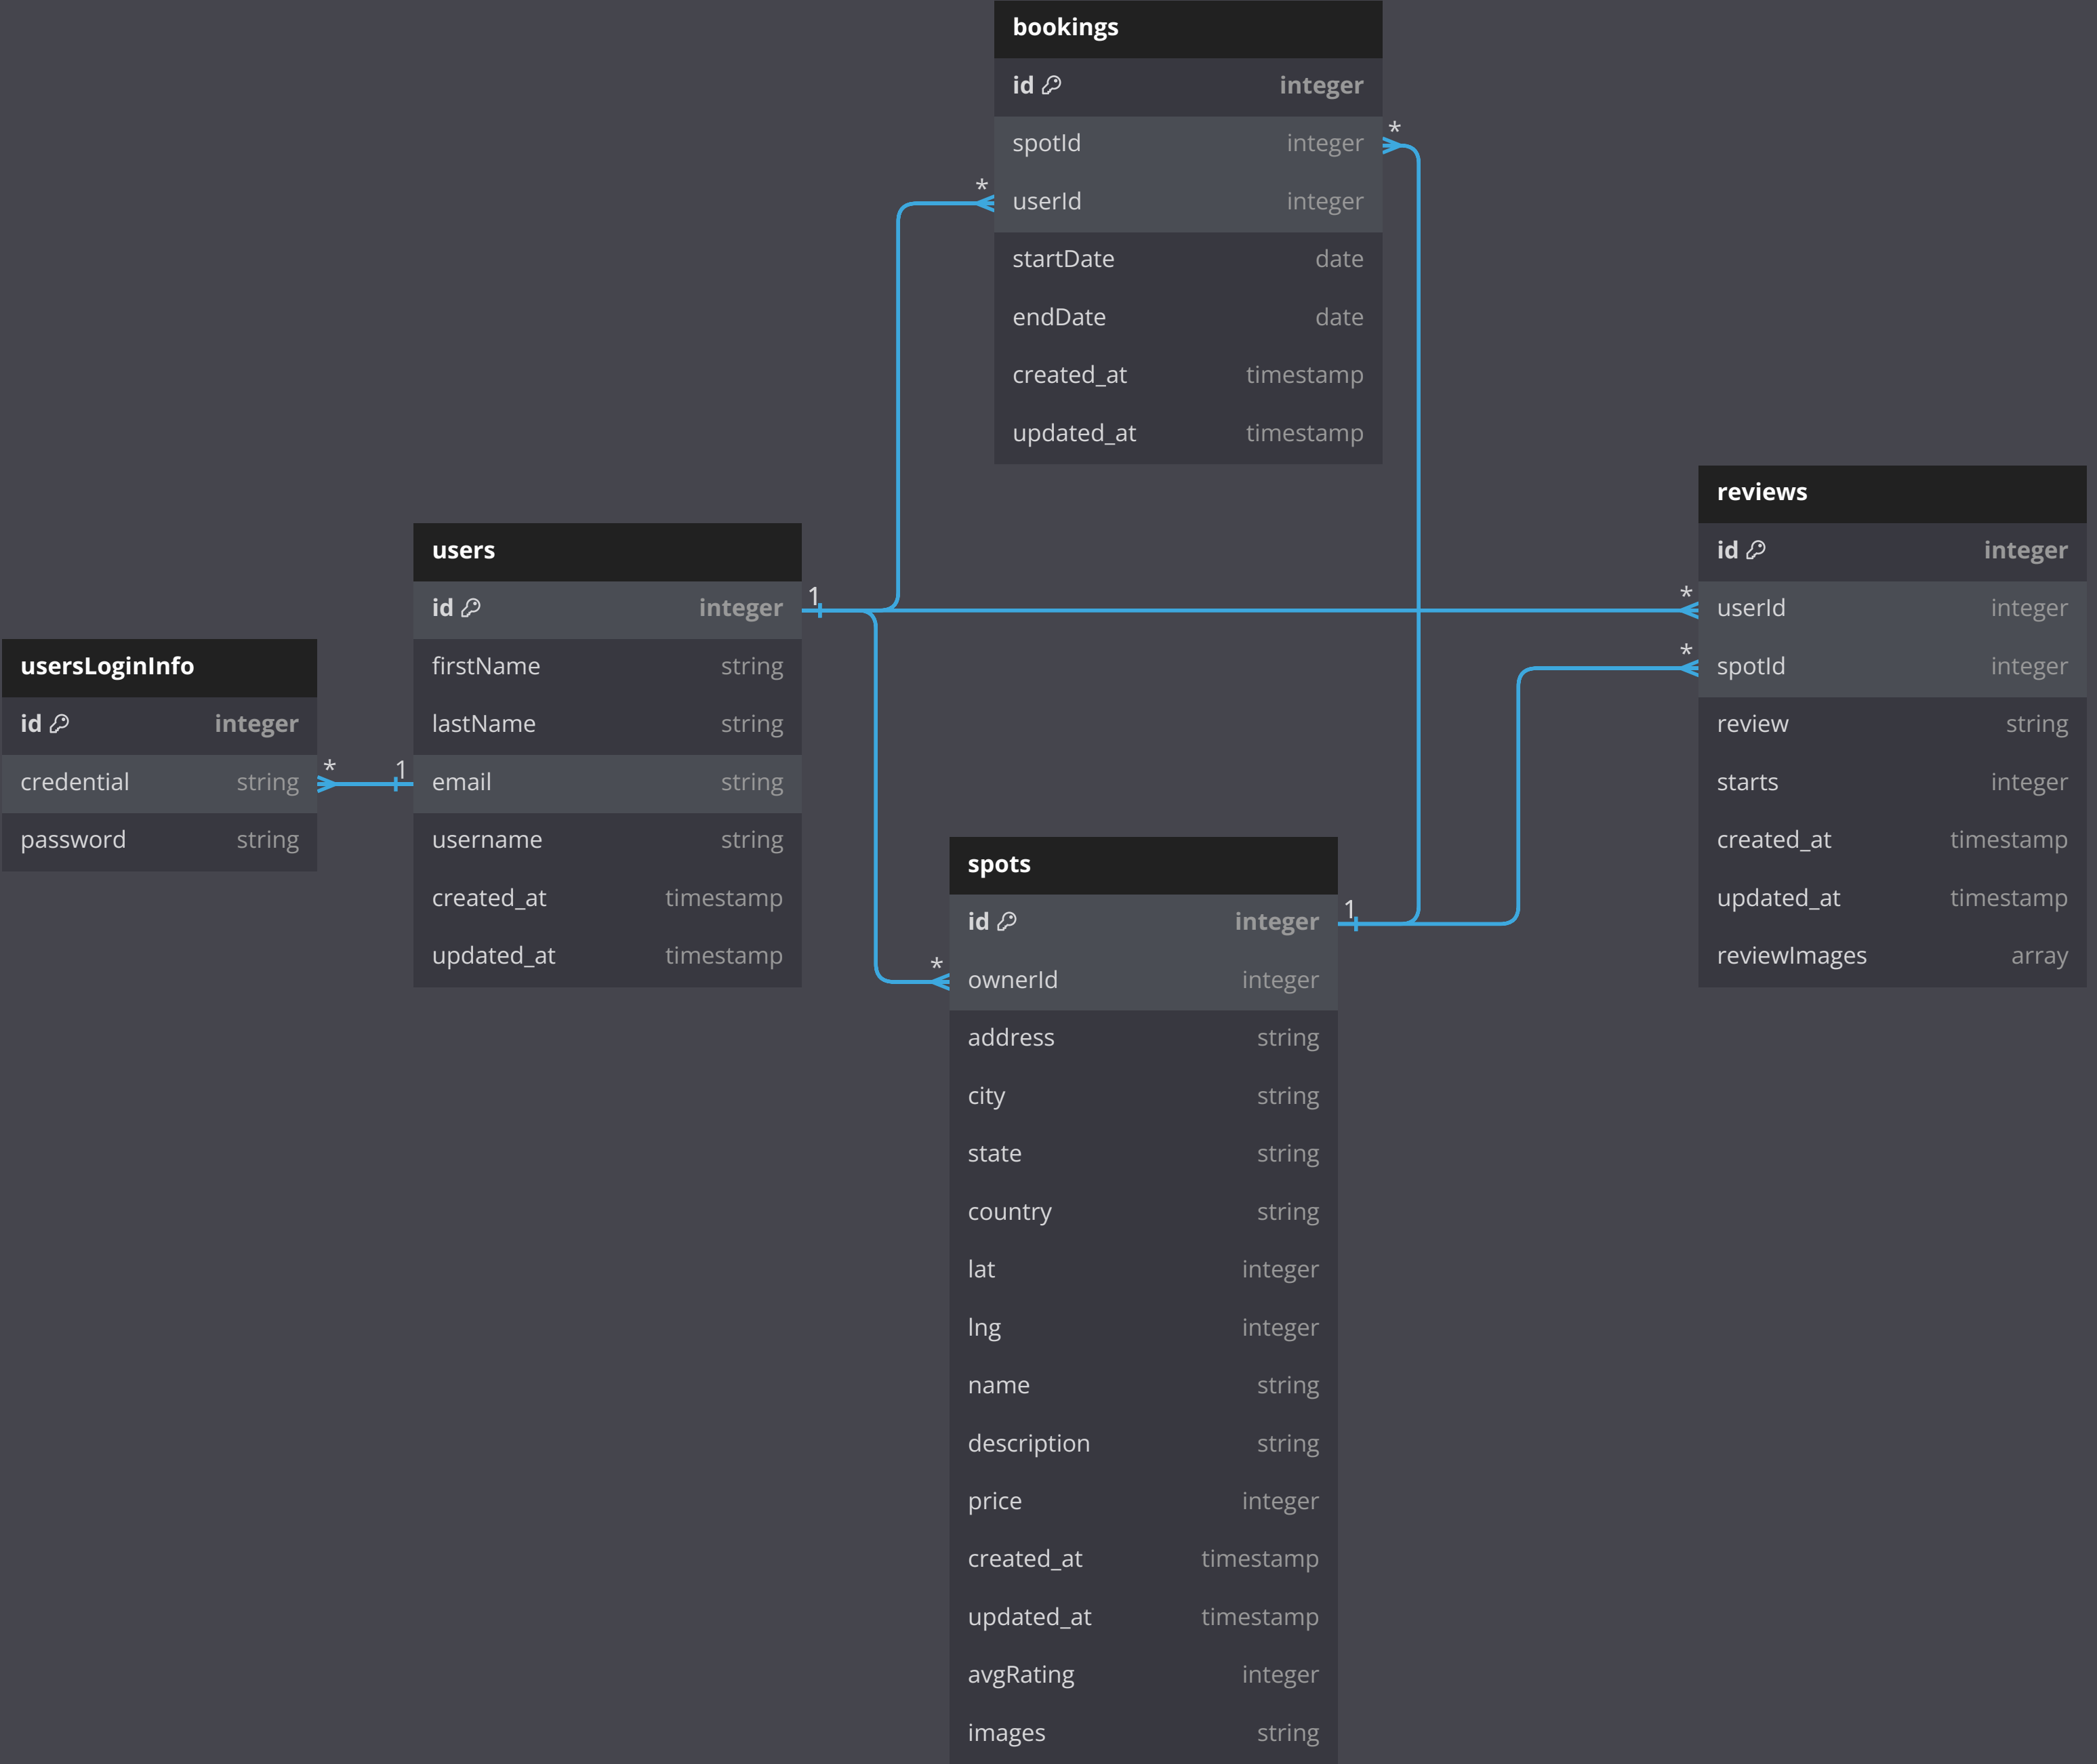 bookings
id integer
* spotId integer
* userId integer
startDate date
endDate date
created_at timestamp
updated_at timestamp
usersLoginInfo
id integer
credential string
* 1
password string
users
id integer
1
firstName string
lastName string
email string
username string
created_at timestamp
updated_at timestamp
spots
id integer
1
* ownerId integer
address string
city string
state string
country string
lat integer
lng integer
name string
description string
price integer
created_at timestamp
updated_at timestamp
avgRating integer
images string
reviews
id integer
* userId integer
* spotId integer
review string
starts integer
created_at timestamp
updated_at timestamp
reviewImages array